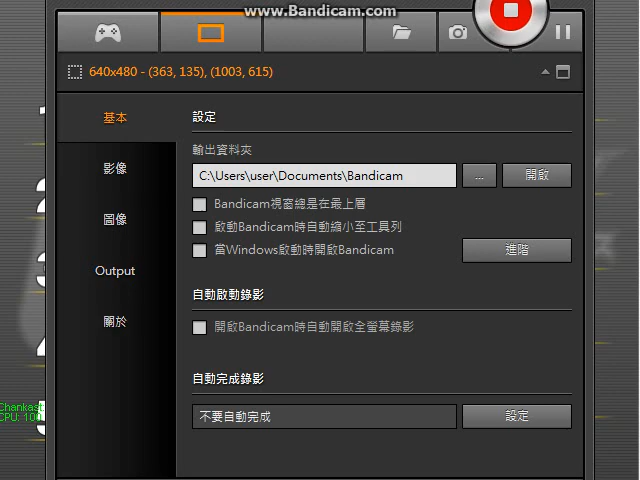 www.Bandicam.com
640x480 - (363, 135), (1003, 615)
基本
影像
圖像
Output
關於
設定
輸出資料夾
C:\Users\user\Documents\Bandicam
...
開啟
Bandicam視窗總是在最上層
啟動Bandicam時自動縮小至工具列
當Windows啟動時開啟Bandicam
進階
自動啟動錄影
開啟Bandicam時自動開啟全螢幕錄影
自動完成錄影
不要自動完成
設定
Chankast
CPU: 100